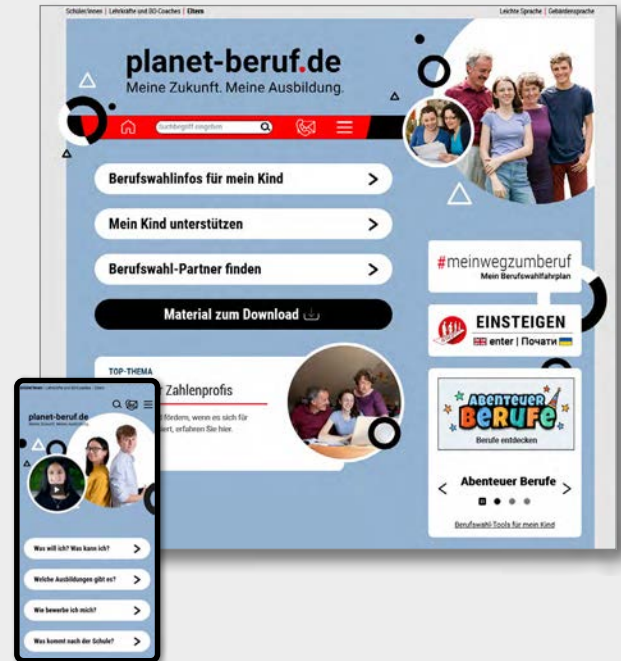 Schüler/innen | Lehrkräfte und BO-Coaches | Eltern
Leichte Sprache | Gebärdensprache
planet-beruf.de
Meine Zukunft. Meine Ausbildung.
Suchbegriff eingeben
Berufswahlinfos für mein Kind
Mein Kind unterstützen
Berufswahl-Partner finden
Material zum Download
#meinwegzumberuf
Mein Berufswahlfahrplan
EINSTEIGEN
enter | Почати
TOP-THEMA
Zahlenprofis
fördern, wenn es sich für
ert, erfahren Sie hier.
ABENTEUER
BERUFE
Berufe entdecken
Abenteuer Berufe
Berufswahl-Tools für mein Kind
planet-beruf.de
Meine Zukunft. Meine Ausbildung.
Was will ich? Was kann ich?
Welche Ausbildungen gibt es?
Wie bewerbe ich mich?
Was kommt nach der Schule?